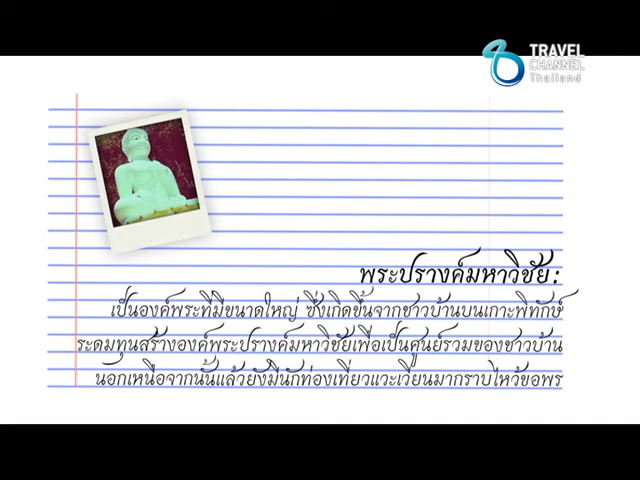 TRAVEL
CHANNEL
Thailand
พระปรางค์มหาวิชัย :
เป็นองค์พระที่มีขนาดใหญ่ ซึ่งเกิดขึ้นจากชาวบ้านบนเกาะพิทักษ์
ระดมทุนสร้างองค์พระปรางค์มหาวิชัยเพื่อเป็นศูนย์รวมของชาวบ้าน
นอกเหนือจากนั้นแล้วยังมีนักท่องเที่ยวแวะเวียนมากราบไหว้ขอพร